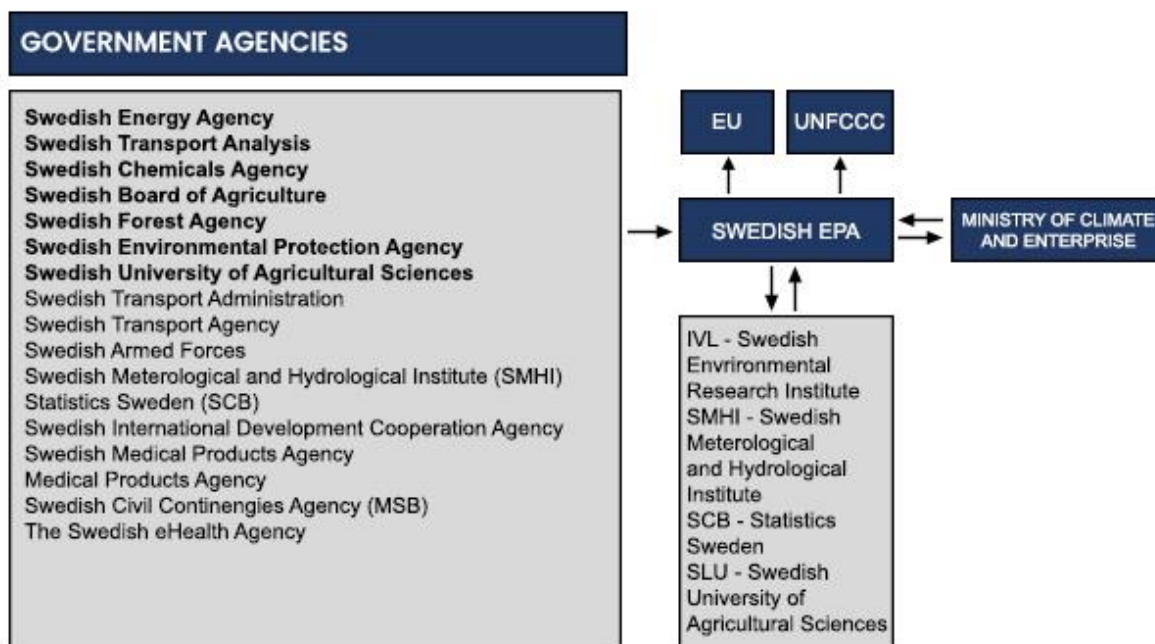 GOVERNMENT AGENCIES
Swedish Energy Agency
Swedish Transport Analysis
Swedish Chemicals Agency
Swedish Board of Agriculture
Swedish Forest Agency
Swedish Environmental Protection Agency
Swedish University of Agricultural Sciences
Swedish Transport Administration
Swedish Transport Agency
Swedish Armed Forces
Swedish Meterological and Hydrological Institute (SMHI)
Statistics Sweden (SCB)
Swedish International Development Cooperation Agency
Swedish Medical Products Agency
Medical Products Agency
Swedish Civil Continengies Agency (MSB)
The Swedish eHealth Agency
EU
UNFCCC
SWEDISH EPA
MINISTRY OF CLIMATE
AND ENTERPRISE
IVL - Swedish
Envrironmental
Research Institute
SMHI - Swedish
Meterological
and Hydrological
Institute
SCB - Statistics
Sweden
SLU - Swedish
University of
Agricultural Sciences